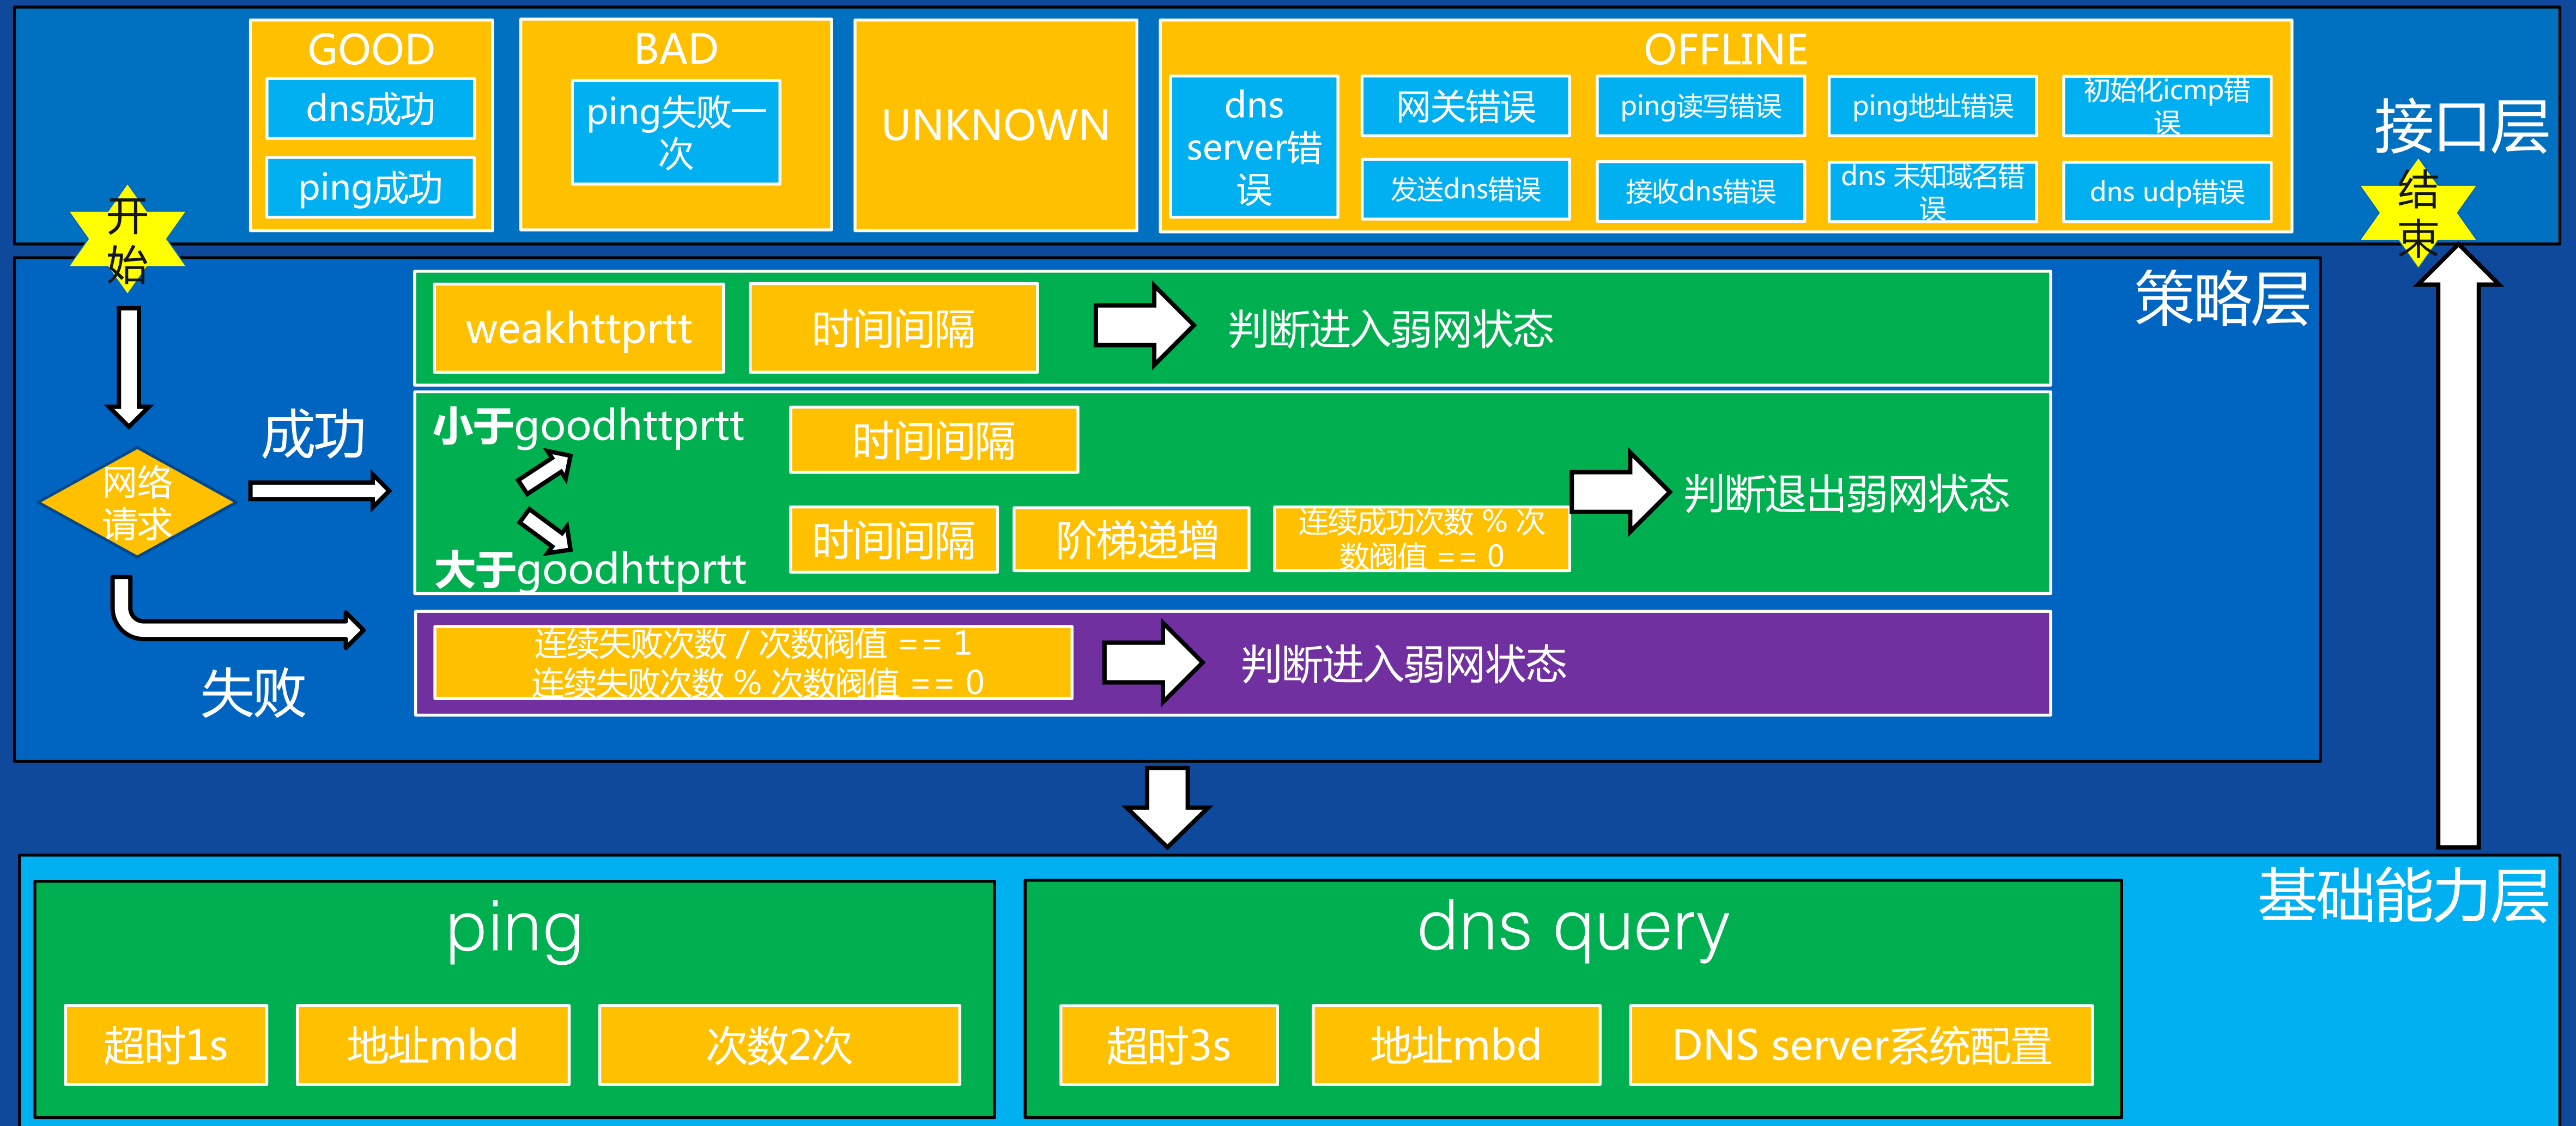 GOOD
dns成功
ping成功
BAD
ping失败一
次
UNKNOWN
OFFLINE
dns
server错
误
网关错误
ping读写错误
ping地址错误
初始化icmp错
误
发送dns错误
接收dns错误
dns 未知域名错
误
dns udp错误
接口层
开
始
结
束
策略层
weakhttprtt
时间间隔
判断进入弱网状态
网络
请求
成功
小于goodhttprtt
时间间隔
大于goodhttprtt
时间间隔
阶梯递增
连续成功次数 % 次
数阀值 == 0
判断退出弱网状态
失败
连续失败次数 / 次数阀值 == 1
连续失败次数 % 次数阀值 == 0
判断进入弱网状态
基础能力层
ping
超时1s
地址mbd
次数2次
dns query
超时3s
地址mbd
DNS server系统配置